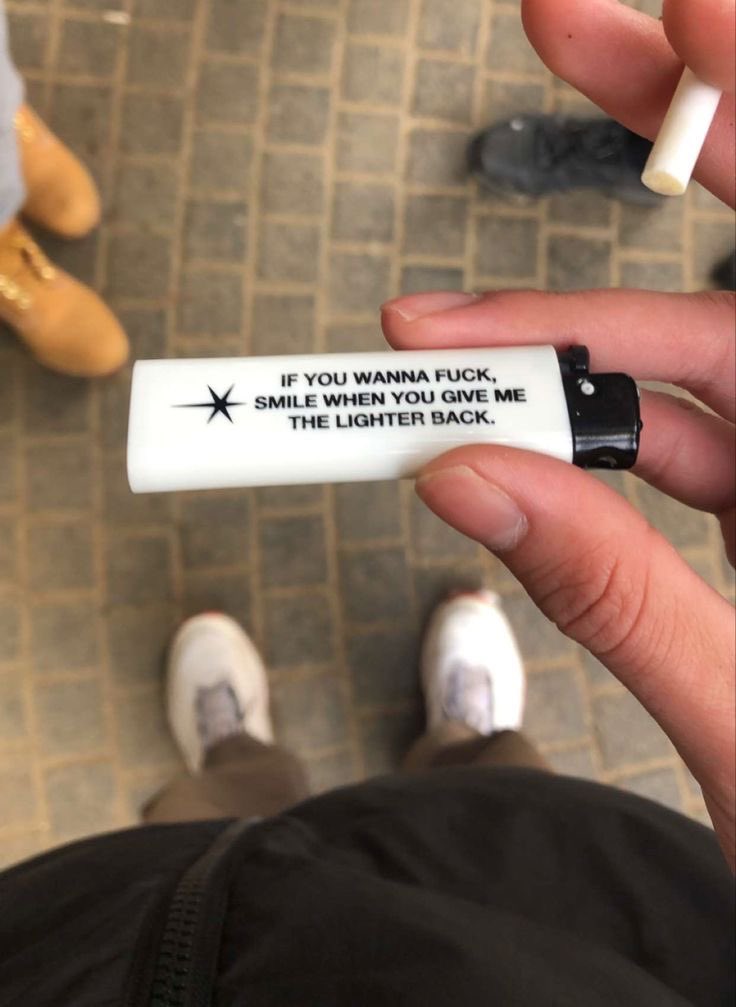 IF YOU WANNA FUCK,
SMILE WHEN YOU GIVE ME
THE LIGHTER BACK.